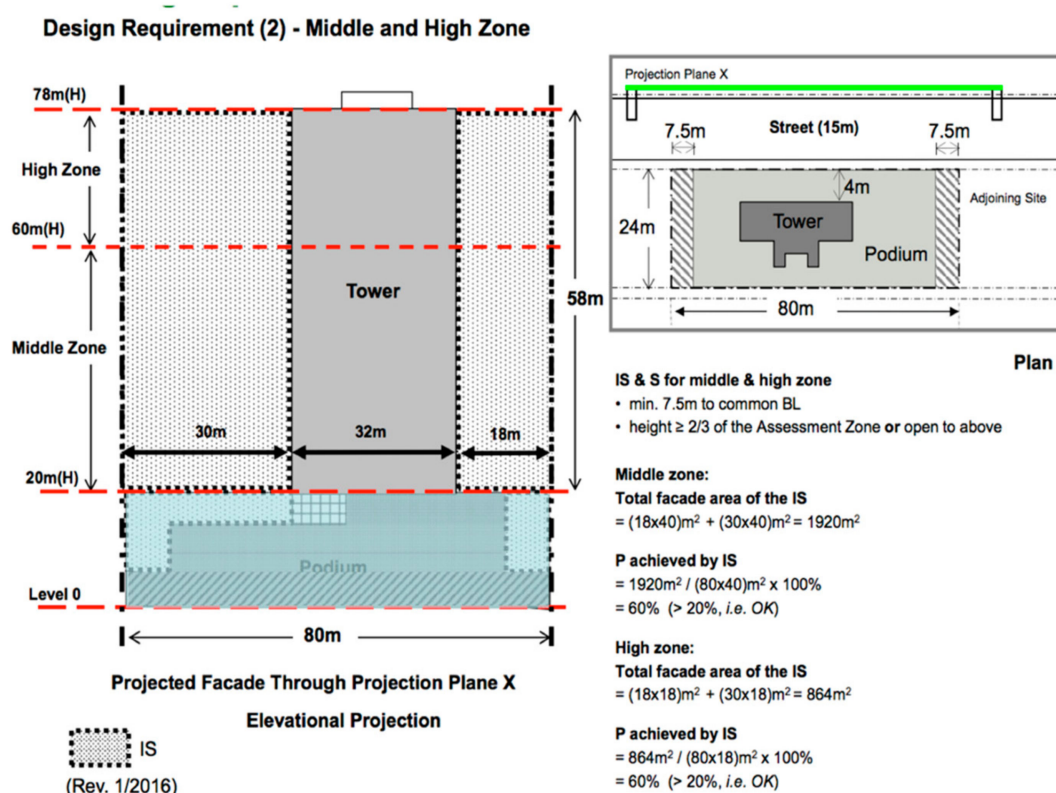 Design Requirement (2) - Middle and High Zone
78m(H)
High Zone
60m(H)
Tower
58m
Middle Zone
30m
32m
18m
20m(H)
Podium
Level 0
80m
Projected Facade Through Projection Plane X
Elevational Projection
IS
(Rev. 1/2016)
Projection Plane X
Street (15m)
7.5m
7.5m
4m
24m
Tower
Adjoining Site
Podium
80m
Plan
IS & S for middle & high zone
• min. 7.5m to common BL
• height ≥ 2/3 of the Assessment Zone or open to above
Middle zone:
Total facade area of the IS
= (18x40)m² + (30x40)m² = 1920m²
P achieved by IS
= 1920m² / (80x40)m² x 100%
= 60% (> 20%, i.e. OK)
High zone:
Total facade area of the IS
= (18x18)m² + (30x18)m² = 864m²
P achieved by IS
= 864m² / (80x18)m² x 100%
= 60% (> 20%, i.e. OK)